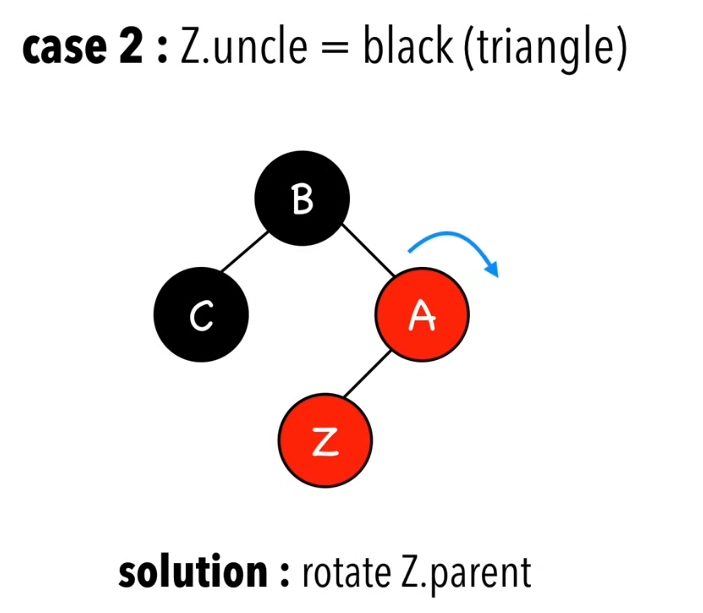 case 2 : Z.uncle = black (triangle)
B
C
A
Z
solution : rotate Z.parent